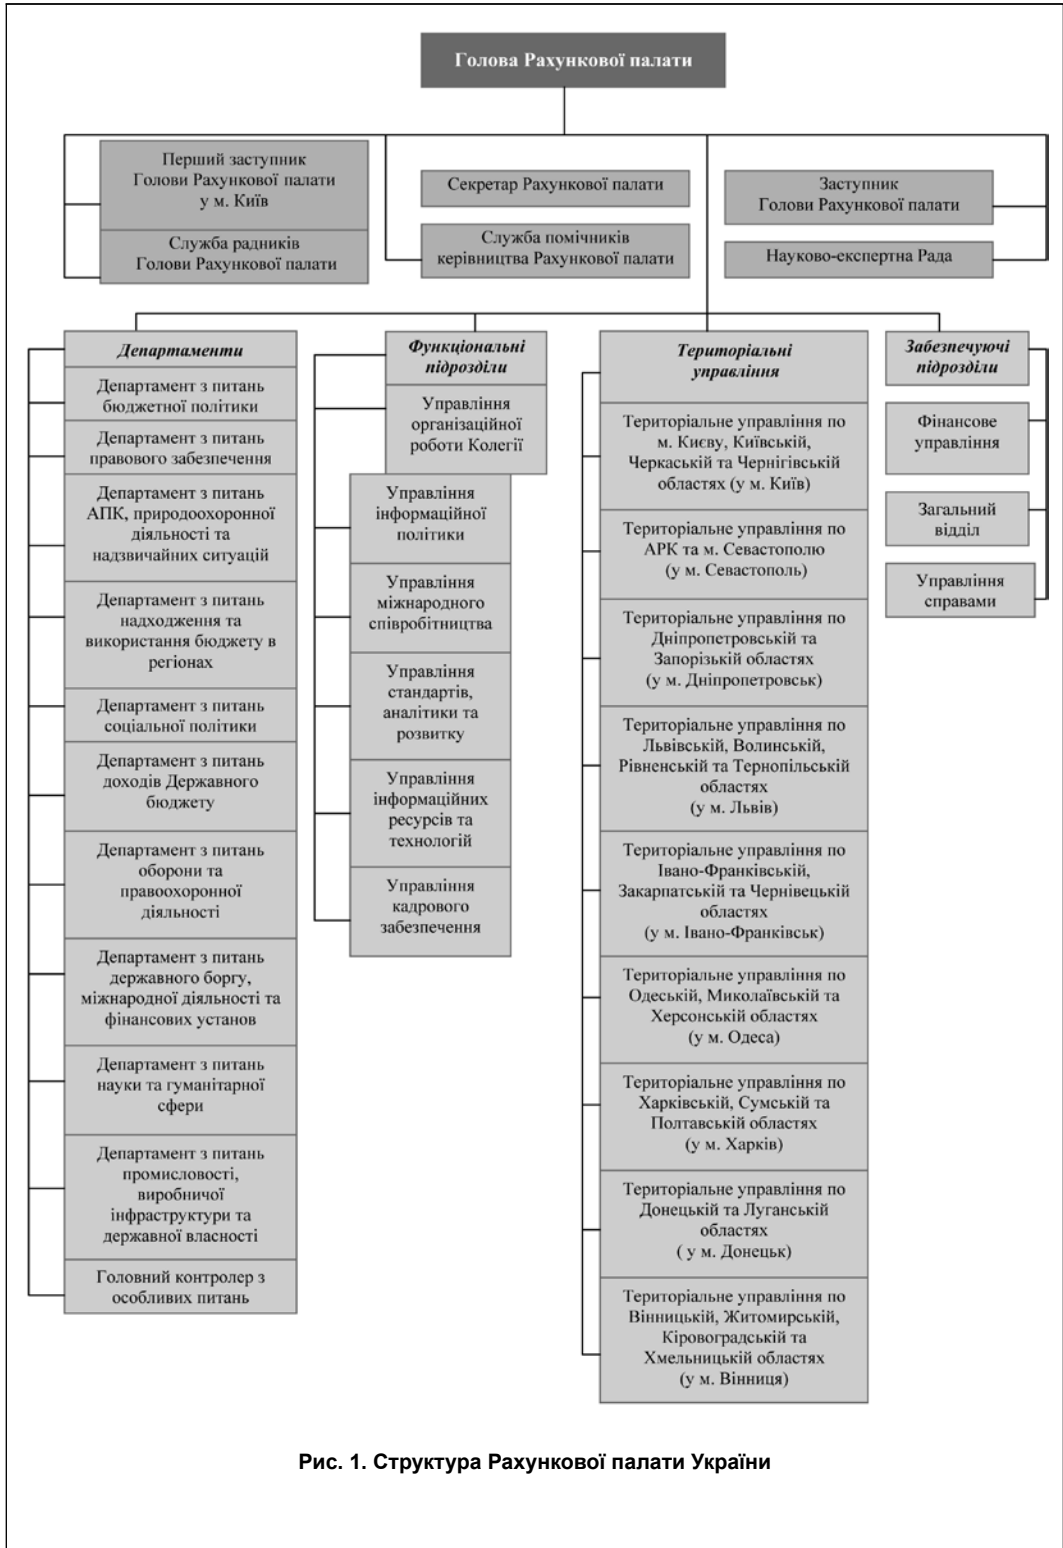 Голова Рахункової палати
Перший заступник
Голови Рахункової палати
у м. Київ
Служба радників
Голови Рахункової палати
Секретар Рахункової палати
Служба помічників
керівництва Рахункової палати
Заступник
Голови Рахункової палати
Науково-експертна Рада
Департаменти
Департамент з питань
бюджетної політики
Департамент з питань
правового забезпечення
Департамент з питань
АПК, природоохоронної
діяльності та
надзвичайних ситуацій
Департамент з питань
надходження та
використання бюджету в
регіонах
Департамент з питань
соціальної політики
Департамент з питань
доходів Державного
бюджету
Департамент з питань
оборони та
правоохоронної
діяльності
Департамент з питань
державного боргу,
міжнародної діяльності та
фінансових установ
Департамент з питань
науки та гуманітарної
сфери
Департамент з питань
промисловості,
виробничої
інфраструктури та
державної власності
Головний контролер з
особливих питань
Функціональні
підрозділи
Управління
організаційної
роботи Колегії
Управління
інформаційної
політики
Управління
міжнародного
співробітництва
Управління
стандартів,
аналітики та
розвитку
Управління
інформаційних
ресурсів та
технологій
Управління
кадрового
забезпечення
Територіальні
управління
Територіальне управління по
м. Києву, Київській,
Черкаській та Чернігівській
областях (у м. Київ)
Територіальне управління по
АРК та м. Севастополю
(у м. Севастополь)
Територіальне управління по
Дніпропетровській та
Запорізькій областях
(у м. Дніпропетровськ)
Територіальне управління по
Львівській, Волинській,
Рівненській та Тернопільській
областях
(у м. Львів)
Територіальне управління по
Івано-Франківській,
Закарпатській та Чернівецькій
областях
(у м. Івано-Франківськ)
Територіальне управління по
Одеській, Миколаївській та
Херсонській областях
(у м. Одеса)
Територіальне управління по
Харківській, Сумській та
Полтавській областях
(у м. Харків)
Територіальне управління по
Донецькій та Луганській
областях
( у м. Донецьк)
Територіальне управління по
Вінницькій, Житомирській,
Кіровоградській та
Хмельницькій областях
(у м. Вінниця)
Забезпечуючі
підрозділи
Фінансове
управління
Загальний
відділ
Управління
справами
Рис. 1. Структура Рахункової палати України